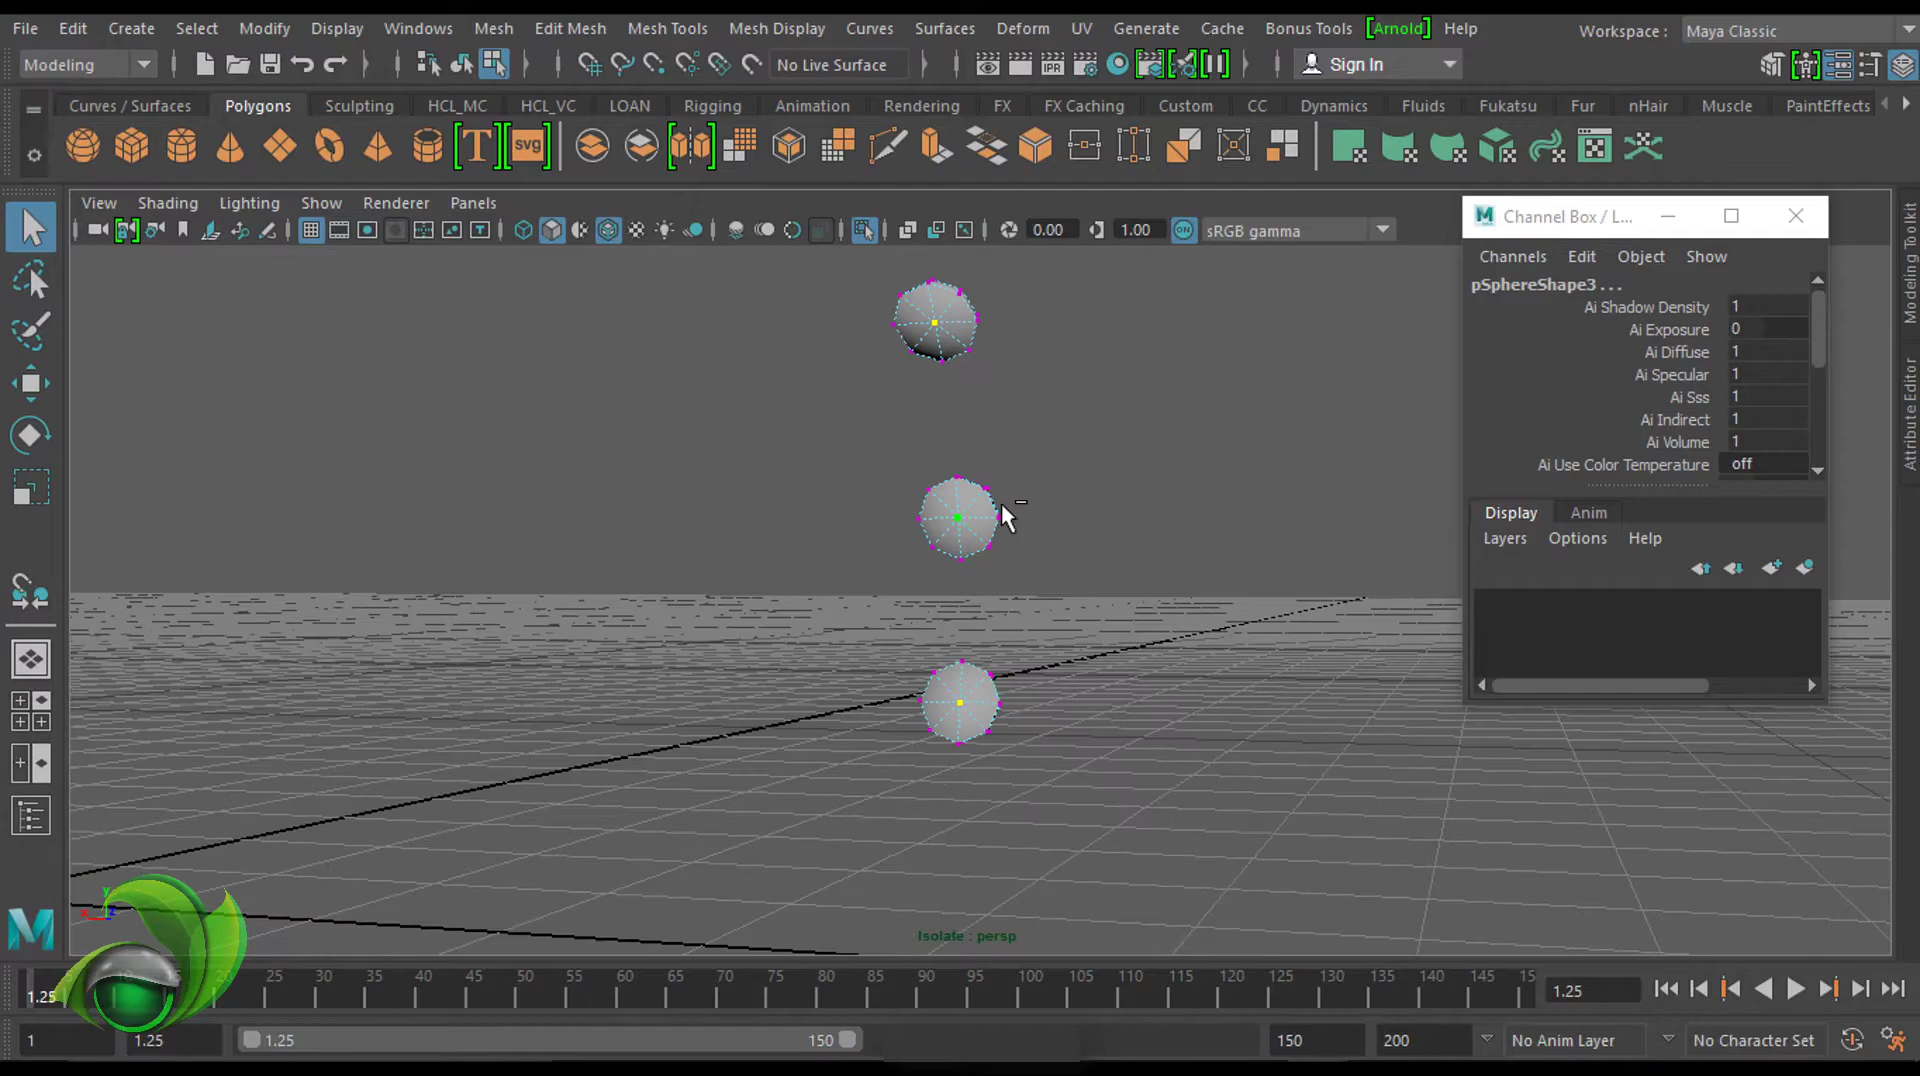 File Edit Create Select Modify Display Windows Mesh Edit Mesh Mesh Tools Mesh Display Curves Surfaces Deform UV Generate Cache Bonus Tools [Arnold] Help Workspace : Maya Classic
Modeling No Live Surface IPR Sign In
Curves / Surfaces Polygons Sculpting HCL_MC HCL_VC LOAN Rigging Animation Rendering FX FX Caching Custom CC Dynamics Fluids Fukatsu Fur nHair Muscle PaintEffects
T svg
View Shading Lighting Show Renderer Panels
0.00 1.00 ON sRGB gamma
M Channel Box / L...
Channels Edit Object Show
pSphereShape3 . . .
Ai Shadow Density 1
Ai Exposure 0
Ai Diffuse 1
Ai Specular 1
Ai Sss 1
Ai Indirect 1
Ai Volume 1
Ai Use Color Temperature off
Display Anim
Layers Options Help
Modeling Toolkit
Attribute Editor
y
x z
Isolate : persp
M
1.25 5 10 15 20 25 30 35 40 45 50 55 60 65 70 75 80 85 90 95 100 105 110 115 120 125 130 135 140 145 15 1.25
1 1.25 1.25 150 150 200 No Anim Layer No Character Set